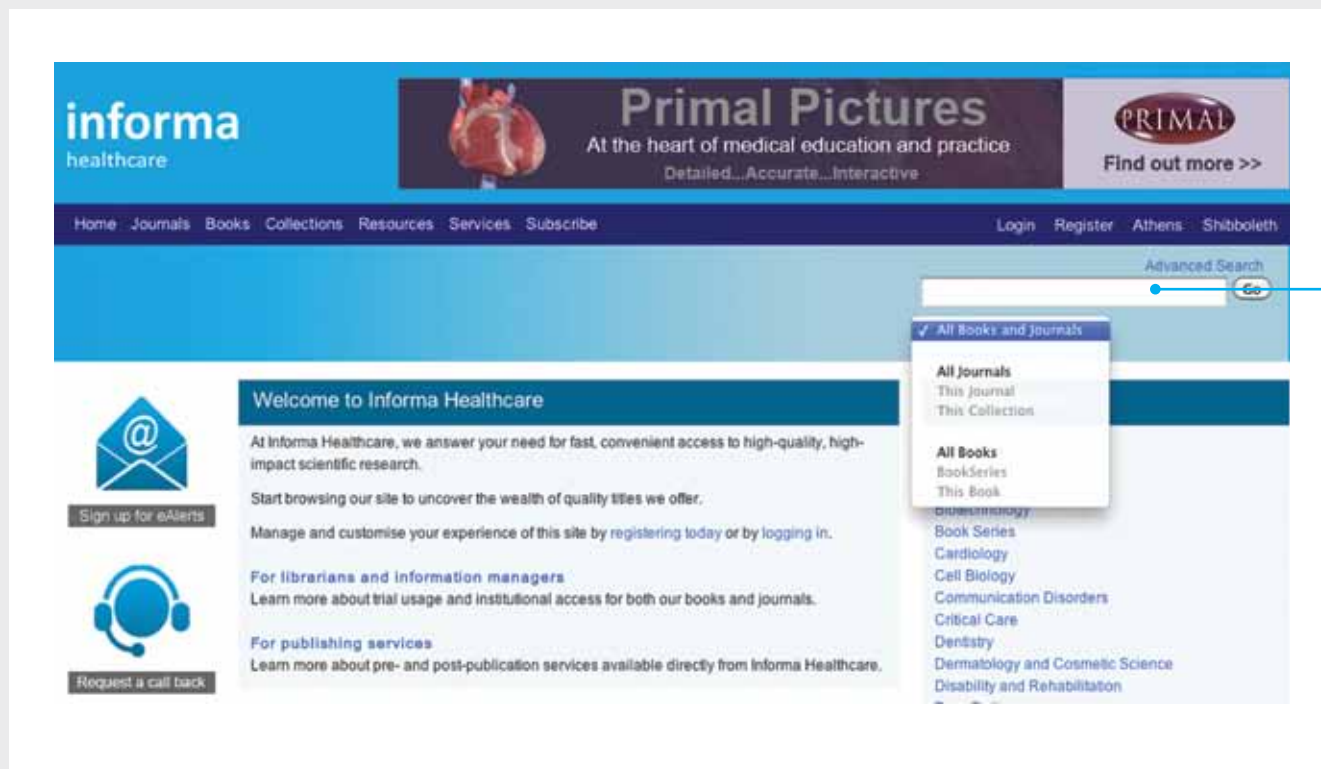 informa
healthcare
Primal Pictures
At the heart of medical education and practice
Detailed...Accurate...Interactive
PRIMAL
Find out more >>
Home Journals Books Collections Resources Services Subscribe
Login Register Athens Shibboleth
Advanced Search
Go
✓ All Books and Journals
All Journals
This Journal
This Collection
All Books
BookSeries
This Book
Sign up for eAlerts
Request a call back
Welcome to Informa Healthcare
At Informa Healthcare, we answer your need for fast, convenient access to high-quality, high-
impact scientific research.
Start browsing our site to uncover the wealth of quality titles we offer.
Manage and customise your experience of this site by registering today or by logging in.
For librarians and information managers
Learn more about trial usage and institutional access for both our books and journals.
For publishing services
Learn more about pre- and post-publication services available directly from Informa Healthcare.
Biotechnology
Book Series
Cardiology
Cell Biology
Communication Disorders
Critical Care
Dentistry
Dermatology and Cosmetic Science
Disability and Rehabilitation